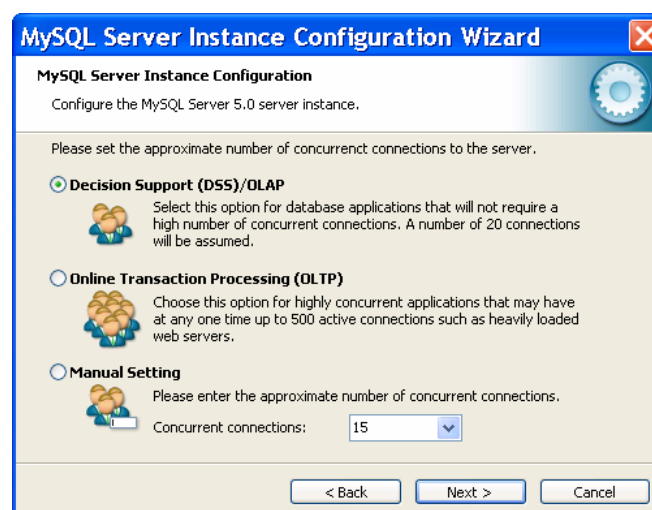 MySQL Server Instance Configuration Wizard
MySQL Server Instance Configuration
Configure the MySQL Server 5.0 server instance.
Please set the approximate number of concurrenct connections to the server.
Decision Support (DSS)/OLAP
Select this option for database applications that will not require a
high number of concurrent connections. A number of 20 connections
will be assumed.
Online Transaction Processing (OLTP)
Choose this option for highly concurrent applications that may have
at any one time up to 500 active connections such as heavily loaded
web servers.
Manual Setting
Please enter the approximate number of concurrent connections.
Concurrent connections: 15
< Back Next > Cancel